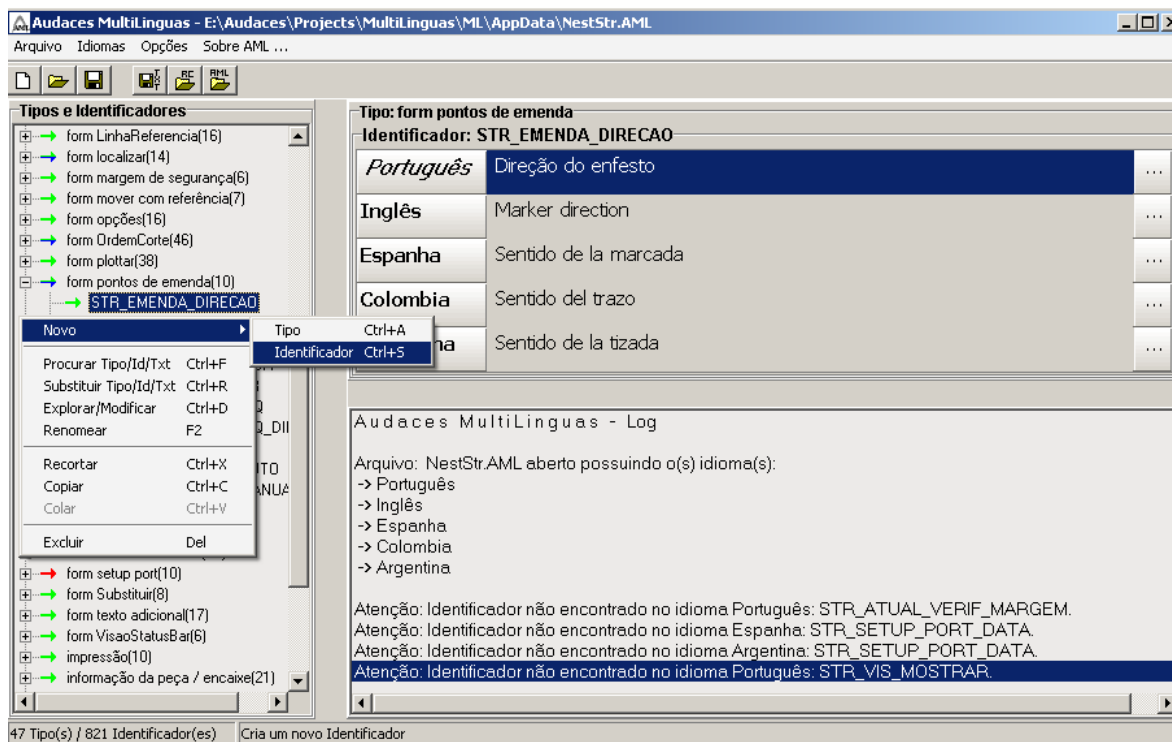 Audaces MultiLinguas - E:\Audaces\Projects\MultiLinguas\ML\AppData\NestStr.AML
Arquivo Idiomas Opções Sobre AML ...
Tipos e Identificadores
form LinhaReferencia(16)
form localizar(14)
form margem de segurança(6)
form mover com referência(7)
form opções(16)
form OrdemCorte(46)
form plottar(38)
form pontos de emenda(10)
STR_EMENDA_DIRECAO
Novo
Procurar Tipo/Id/Txt Ctrl+F
Substituir Tipo/Id/Txt Ctrl+R
Explorar/Modificar Ctrl+D
Renomear F2
Recortar Ctrl+X
Copiar Ctrl+C
Colar Ctrl+V
Excluir Del
Tipo Ctrl+A
Identificador Ctrl+S
form setup port(10)
form Substituir(8)
form texto adicional(17)
form VisaoStatusBar(6)
impressão(10)
informação da peça / encaixe(21)
Tipo: form pontos de emenda
Identificador: STR_EMENDA_DIRECAO
Português Direção do enfesto ...
Inglês Marker direction ...
Espanha Sentido de la marcada ...
Colombia Sentido del trazo ...
na Sentido de la tizada ...
Audaces MultiLinguas - Log
Arquivo: NestStr.AML aberto possuindo o(s) idioma(s):
-> Português
-> Inglês
-> Espanha
-> Colombia
-> Argentina
Atenção: Identificador não encontrado no idioma Português: STR_ATUAL_VERIF_MARGEM.
Atenção: Identificador não encontrado no idioma Espanha: STR_SETUP_PORT_DATA.
Atenção: Identificador não encontrado no idioma Argentina: STR_SETUP_PORT_DATA.
Atenção: Identificador não encontrado no idioma Português: STR_VIS_MOSTRAR.
47 Tipo(s) / 821 Identificador(es) Cria um novo Identificador